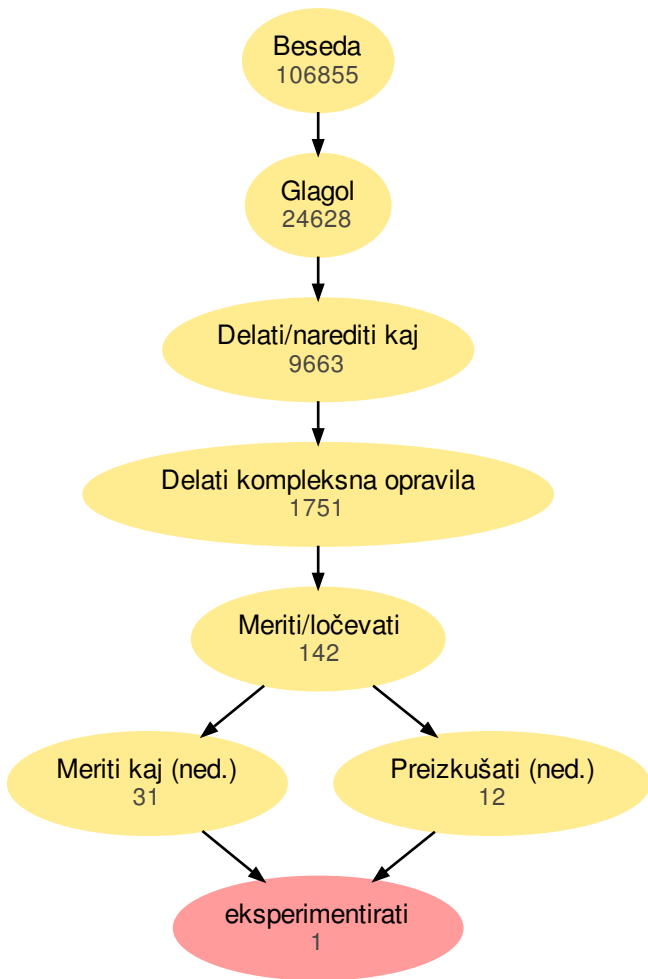 Beseda
106855
Glagol
24628
Delati/narediti kaj
9663
Delati kompleksna opravila
1751
Meriti/ločevati
142
Meriti kaj (ned.)
31
Preizkušati (ned.)
12
eksperimentirati
1